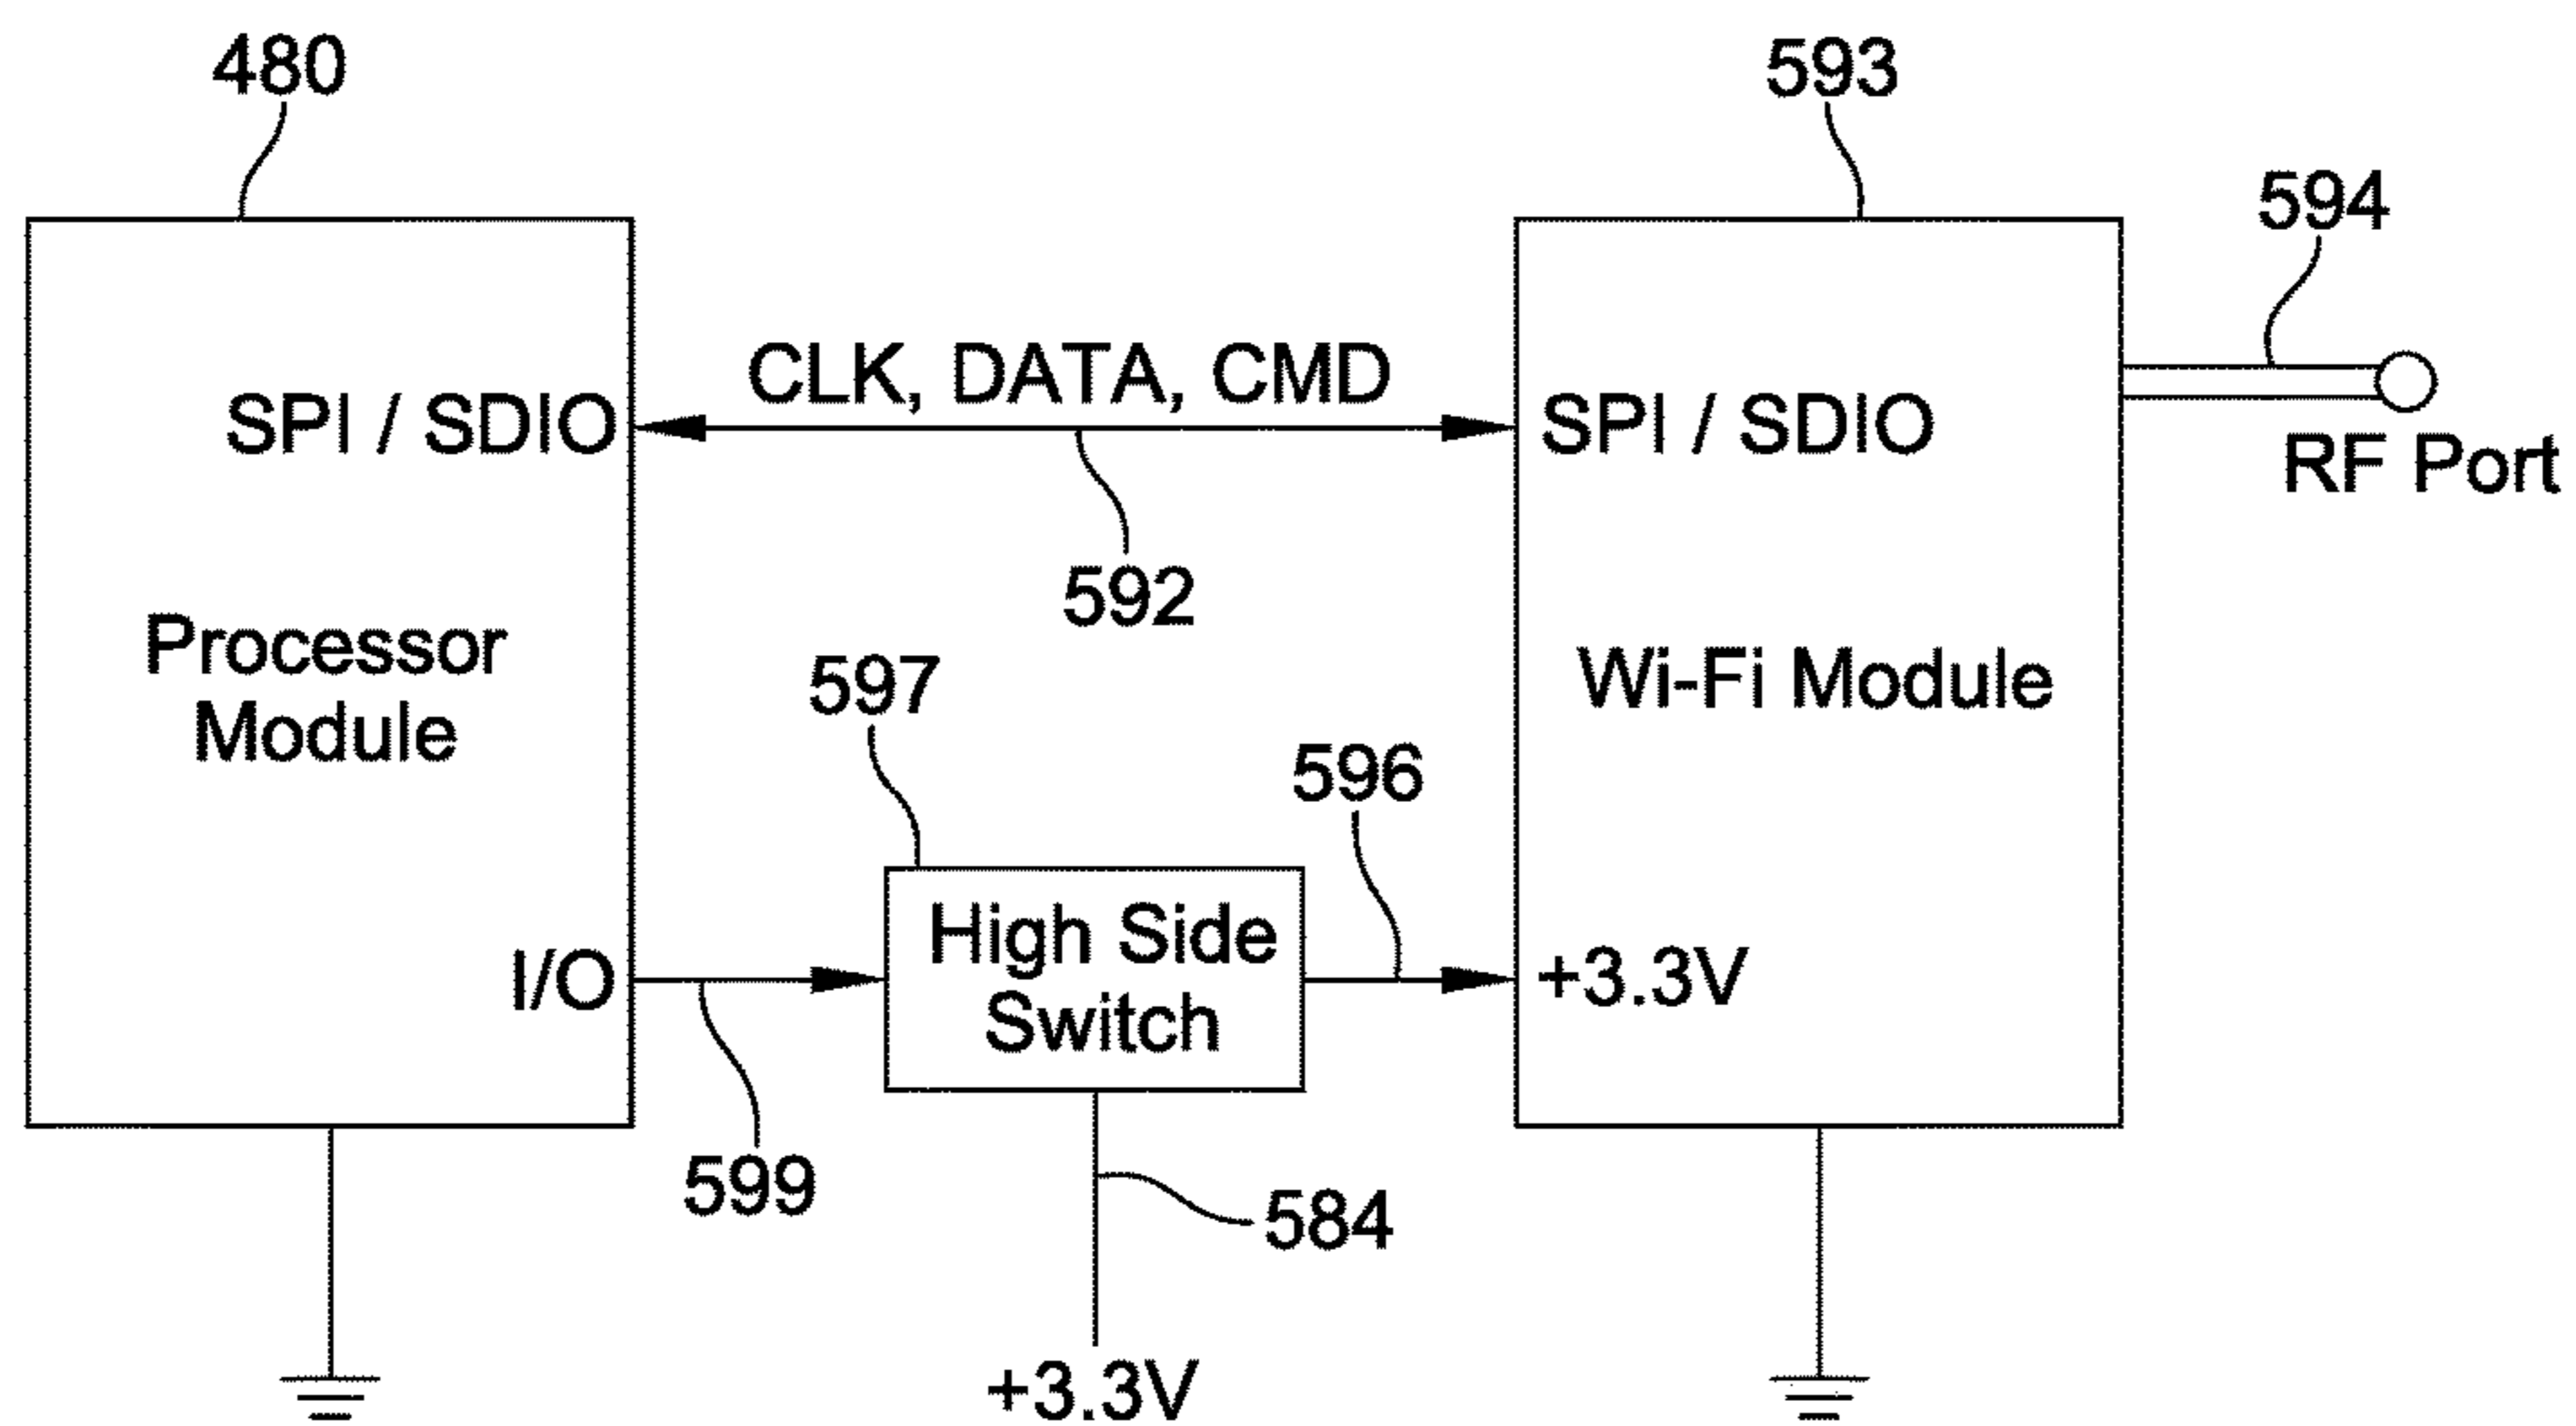 480
593
594
CLK, DATA, CMD
SPI / SDIO
SPI / SDIO
RF Port
592
Processor
Module
597
Wi-Fi Module
596
High Side
Switch
I/O
+3.3V
599
584
+3.3V